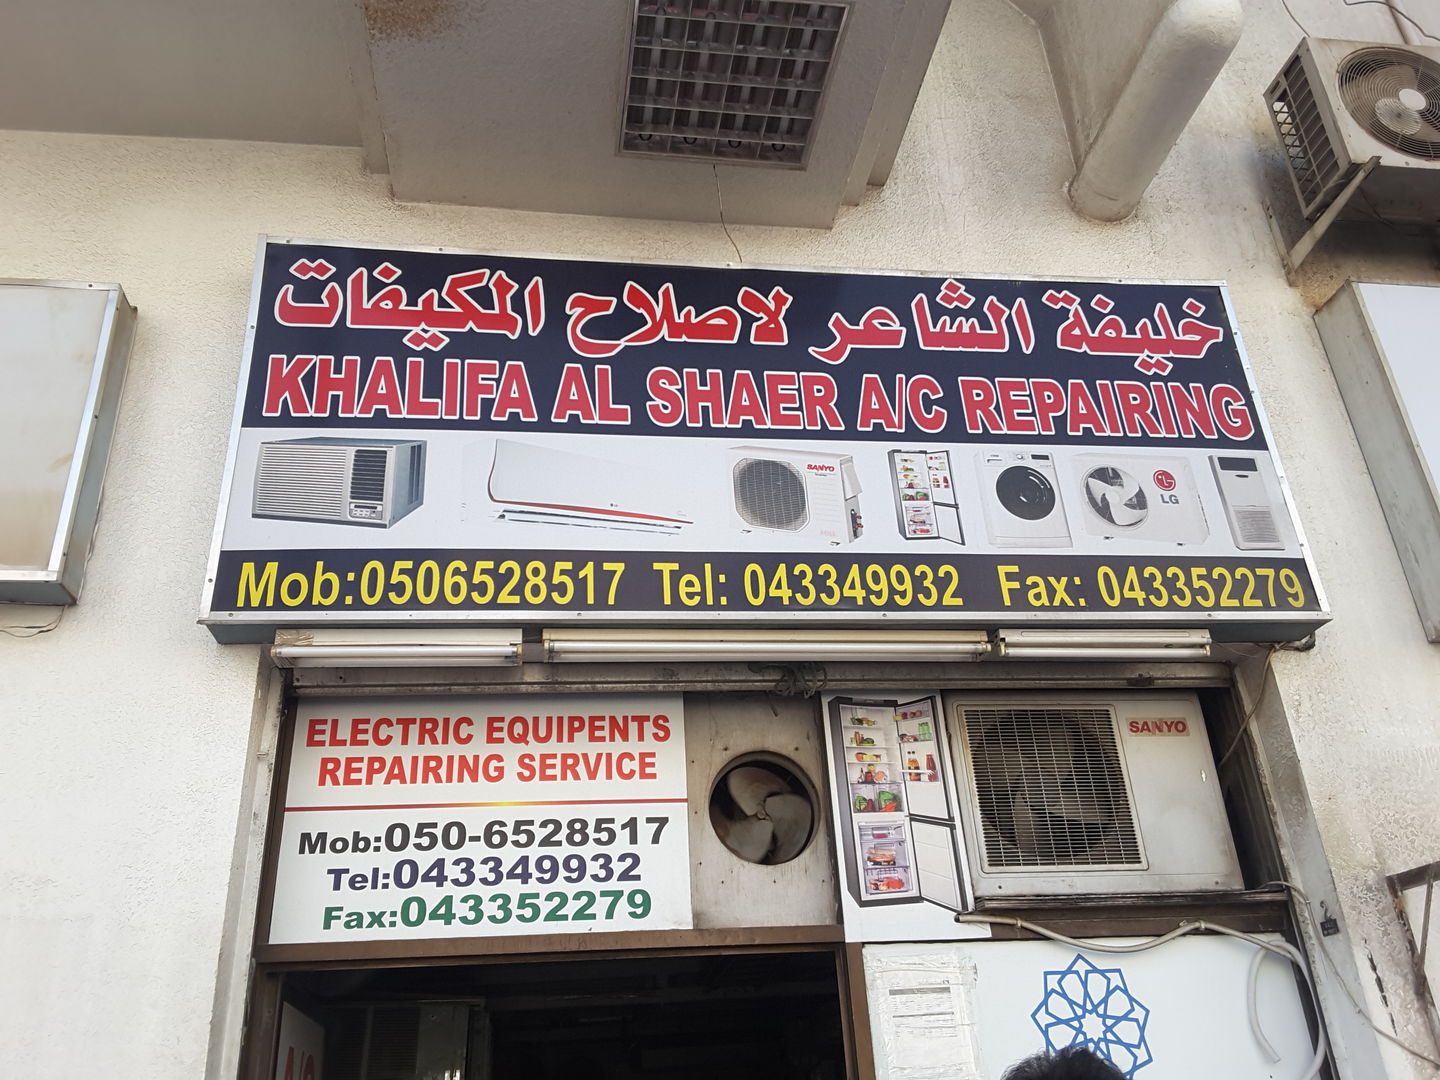 خليفة الشاعر لاصلاح المكيفات
KHALIFA AL SHAER A/C REPAIRING
LG
SANYO
LG
Mob:0506528517 Tel: 043349932 Fax: 043352279
ELECTRIC EQUIPENTS
REPAIRING SERVICE
Mob:050-6528517
Tel:043349932
Fax:043352279
SANYO
A/C